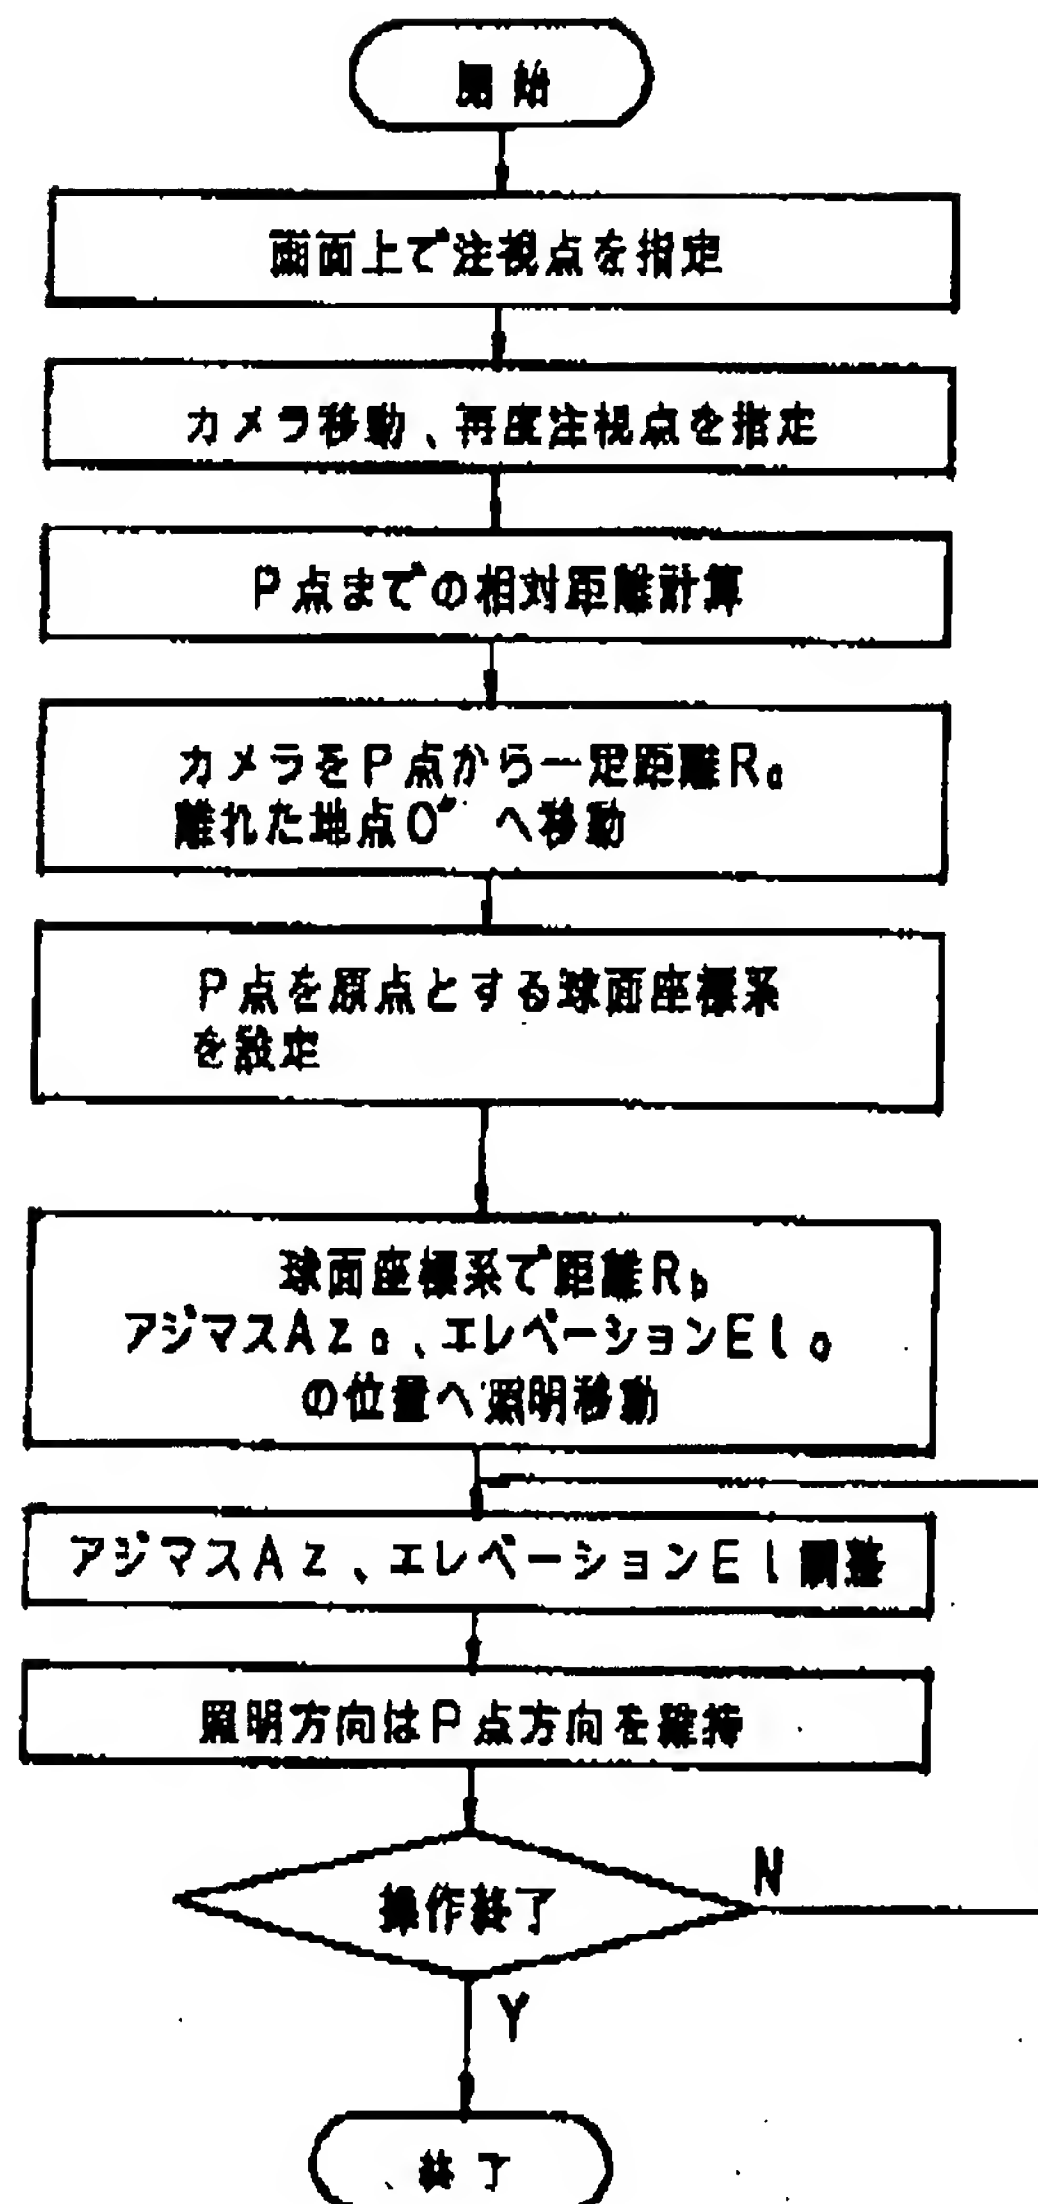 開始
画面上で注視点を指定
カメラ移動、再度注視点を指定
P点までの相対距離計算
カメラをP点から一定距離Ra
離れた地点O"へ移動
P点を原点とする球面座標系
を設定
球面座標系で距離Rb
アジマスAzo、エレベーションElo
の位置へ照明移動
アジマスAz、エレベーションEl調整
照明方向はP点方向を維持
操作終了
N
Y
終了